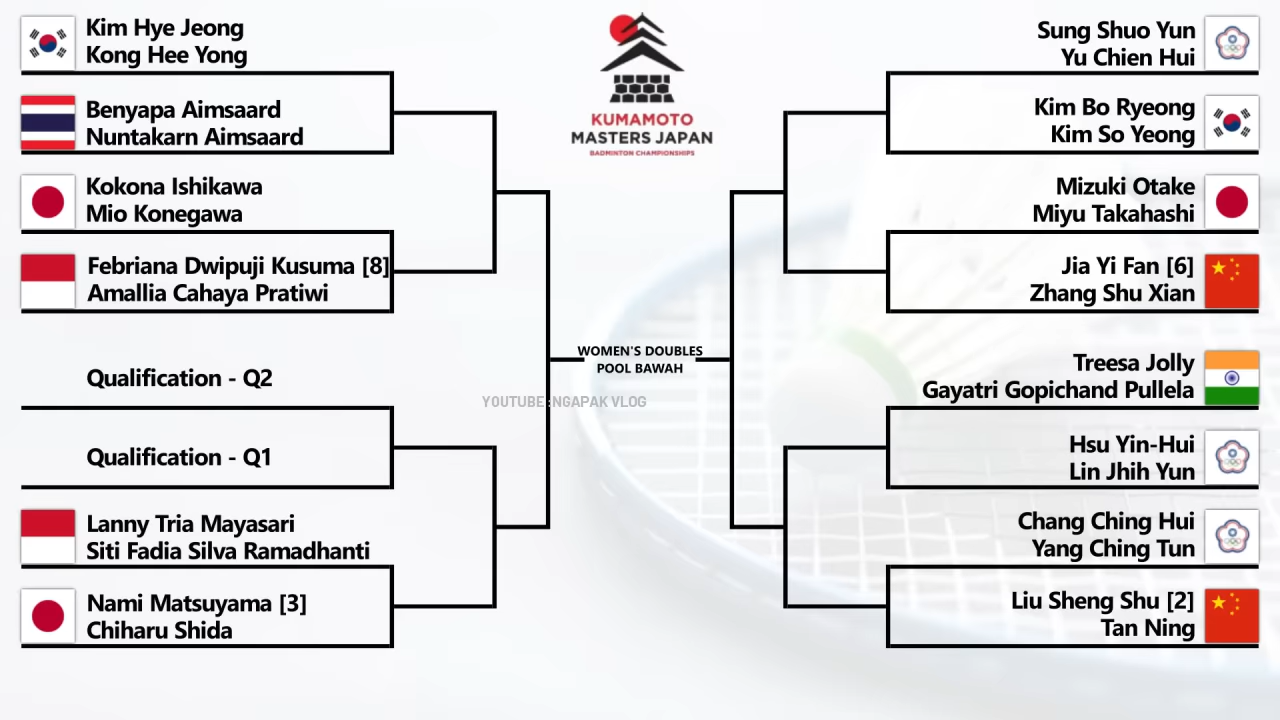 Kim Hye Jeong
Kong Hee Yong
Benyapa Aimsaard
Nuntakarn Aimsaard
Kokona Ishikawa
Mio Konegawa
Febriana Dwipuji Kusuma [8]
Amallia Cahaya Pratiwi
Qualification - Q2
Qualification - Q1
Lanny Tria Mayasari
Siti Fadia Silva Ramadhanti
Nami Matsuyama [3]
Chiharu Shida
KUMAMOTO
MASTERS JAPAN
BADMINTON CHAMPIONSHIPS
WOMEN'S DOUBLES
POOL BAWAH
YOUTUBE:NGAPAK VLOG
Sung Shuo Yun
Yu Chien Hui
Kim Bo Ryeong
Kim So Yeong
Mizuki Otake
Miyu Takahashi
Jia Yi Fan [6]
Zhang Shu Xian
Treesa Jolly
Gayatri Gopichand Pullela
Hsu Yin-Hui
Lin Jhih Yun
Chang Ching Hui
Yang Ching Tun
Liu Sheng Shu [2]
Tan Ning